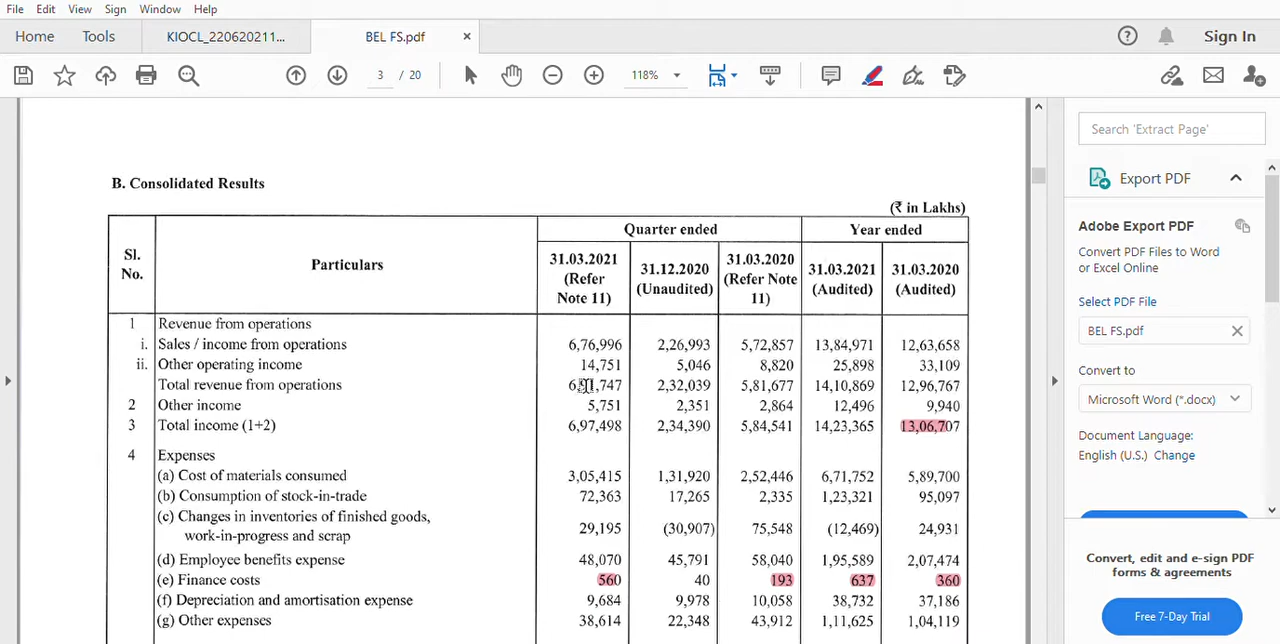 File Edit View Sign Window Help
Home Tools KIOCL_220620211... BEL FS.pdf ×
Sign In
3 / 20 118%
B. Consolidated Results
(₹ in Lakhs)
Sl. No. Particulars Quarter ended Year ended
31.03.2021 (Refer Note 11) 31.12.2020 (Unaudited) 31.03.2020 (Refer Note 11) 31.03.2021 (Audited) 31.03.2020 (Audited)
1 Revenue from operations
i. Sales / income from operations 6,76,996 2,26,993 5,72,857 13,84,971 12,63,658
ii. Other operating income 14,751 5,046 8,820 25,898 33,109
Total revenue from operations 2,32,039 5,81,677 14,10,869 12,96,767
2 Other income 5,751 2,351 2,864 12,496 9,940
3 Total income (1+2) 6,97,498 2,34,390 5,84,541 14,23,365 13,06,707
4 Expenses
(a) Cost of materials consumed 3,05,415 1,31,920 2,52,446 6,71,752 5,89,700
(b) Consumption of stock-in-trade 72,363 17,265 2,335 1,23,321 95,097
(c) Changes in inventories of finished goods,
work-in-progress and scrap 29,195 (30,907) 75,548 (12,469) 24,931
(d) Employee benefits expense 48,070 45,791 58,040 1,95,589 2,07,474
(e) Finance costs 560 40 193 637 360
(f) Depreciation and amortisation expense 9,684 9,978 10,058 38,732 37,186
(g) Other expenses 38,614 22,348 43,912 1,11,625 1,04,119
Search 'Extract Page'
Export PDF
Adobe Export PDF
Convert PDF Files to Word
or Excel Online
Select PDF File
BEL FS.pdf
Convert to
Microsoft Word (*.docx)
Document Language:
English (U.S.) Change
Convert, edit and e-sign PDF
forms & agreements
Free 7-Day Trial